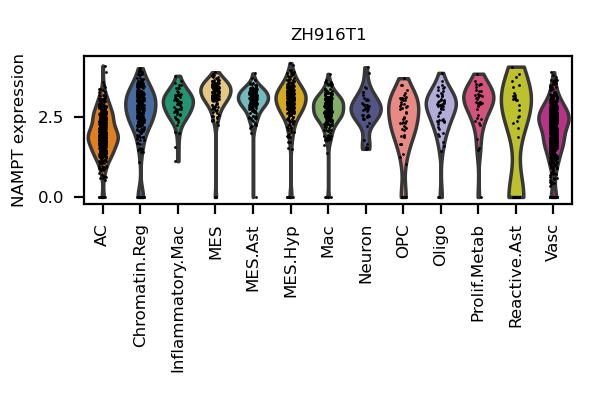 ZH916T1
NAMPT expression
2.5
0.0
AC
Chromatin.Reg
Inflammatory.Mac
MES
MES.Ast
MES.Hyp
Mac
Neuron
OPC
Oligo
Prolif.Metab
Reactive.Ast
Vasc